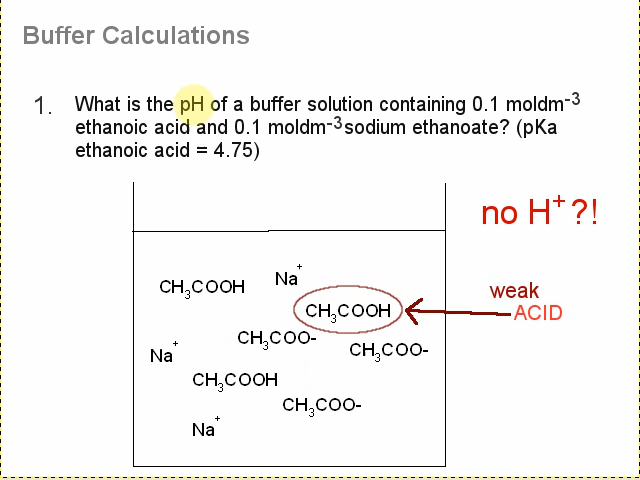 Buffer Calculations
1. What is the pH of a buffer solution containing 0.1 moldm⁻³
ethanoic acid and 0.1 moldm⁻³ sodium ethanoate? (pKa
ethanoic acid = 4.75)
no H⁺?!
CH₃COOH
Na⁺
CH₃COOH
weak
ACID
CH₃COO-
Na⁺
CH₃COO-
CH₃COOH
CH₃COO-
Na⁺